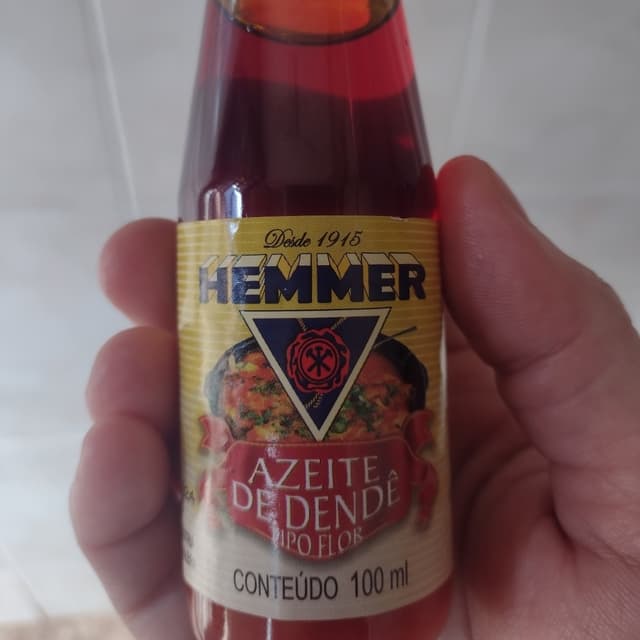 Desde 1915
HEMMER
AZEITE
DE DENDÊ
TIPO FLOR
CONTEÚDO 100 ml